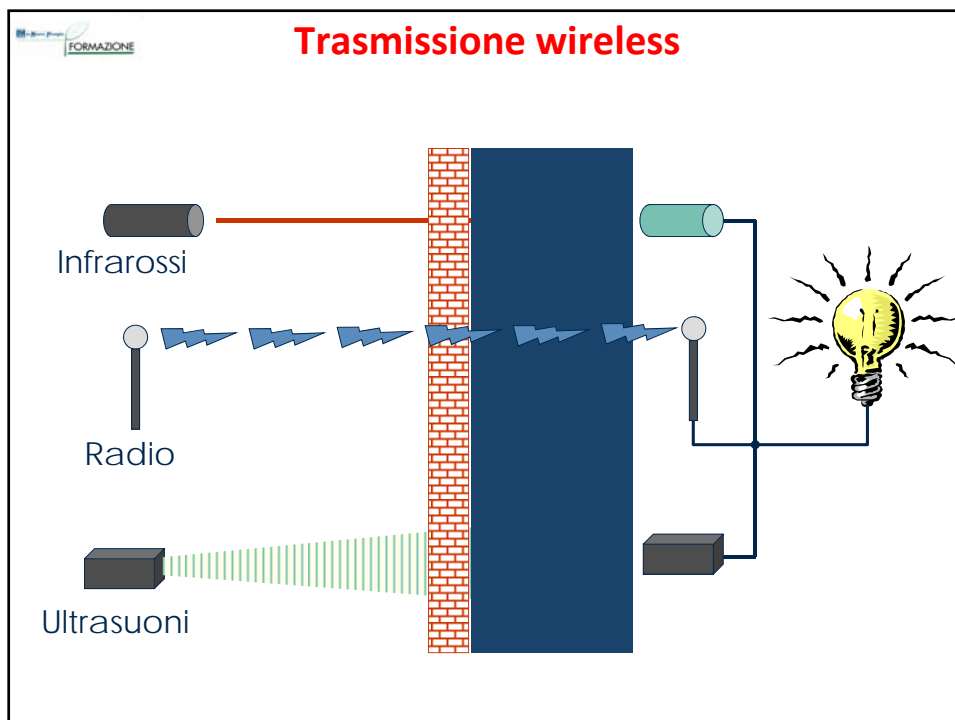 FORMAZIONE
Trasmissione wireless
Infrarossi
Radio
Ultrasuoni